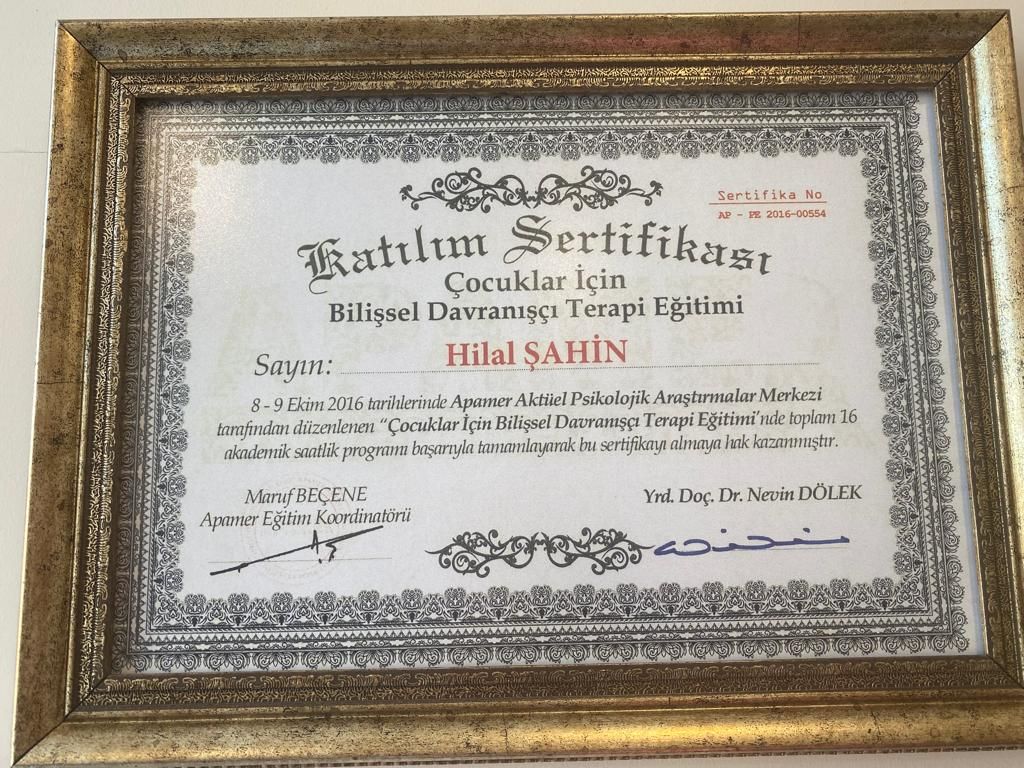 Sertifika No
AP - PE 2016-00554
Katılım Sertifikası
Çocuklar İçin
Bilişsel Davranışçı Terapi Eğitimi
Sayın: Hilal ŞAHİN
8 - 9 Ekim 2016 tarihlerinde Apamer Aktüel Psikolojik Araştırmalar Merkezi
tarafından düzenlenen "Çocuklar İçin Bilişsel Davranışçı Terapi Eğitimi'nde toplam 16
akademik saatlik programı başarıyla tamamlayarak bu sertifikayı almaya hak kazanmıştır.
Maruf BEÇENE
Apamer Eğitim Koordinatörü
Yrd. Doç. Dr. Nevin DÖLEK